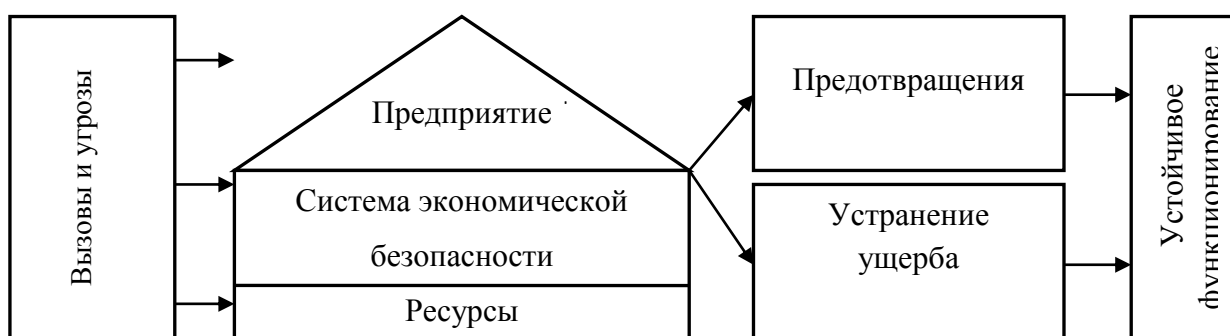 Вызовы и угрозы
Предприятие
Система экономической
безопасности
Ресурсы
Предотвращения
Устранение
ущерба
Устойчивое
функционирование